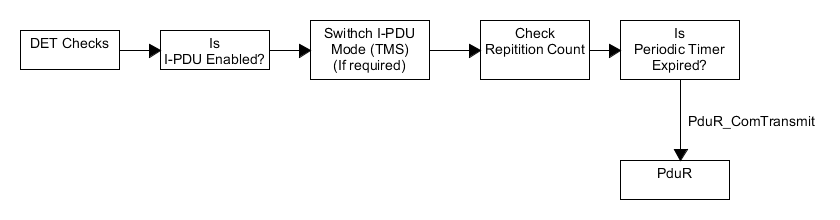 DET Checks
Is
I-PDU Enabled?
Swithch I-PDU
Mode (TMS)
(If required)
Check
Repitition Count
Is
Periodic Timer
Expired?
PduR_ComTransmit
PduR